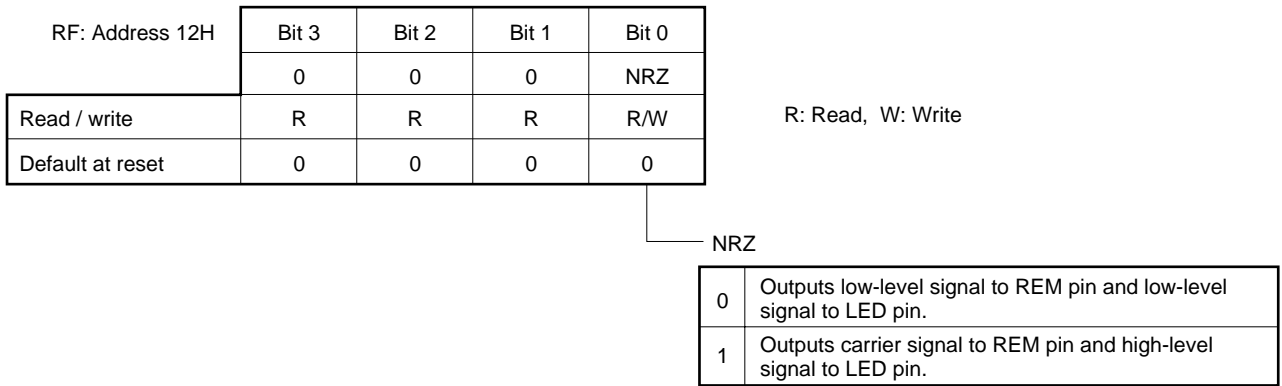 RF: Address 12H Bit 3 Bit 2 Bit 1 Bit 0
0 0 0 NRZ
Read / write R R R R/W R: Read, W: Write
Default at reset 0 0 0 0
NRZ
0 Outputs low-level signal to REM pin and low-level
signal to LED pin.
1 Outputs carrier signal to REM pin and high-level
signal to LED pin.